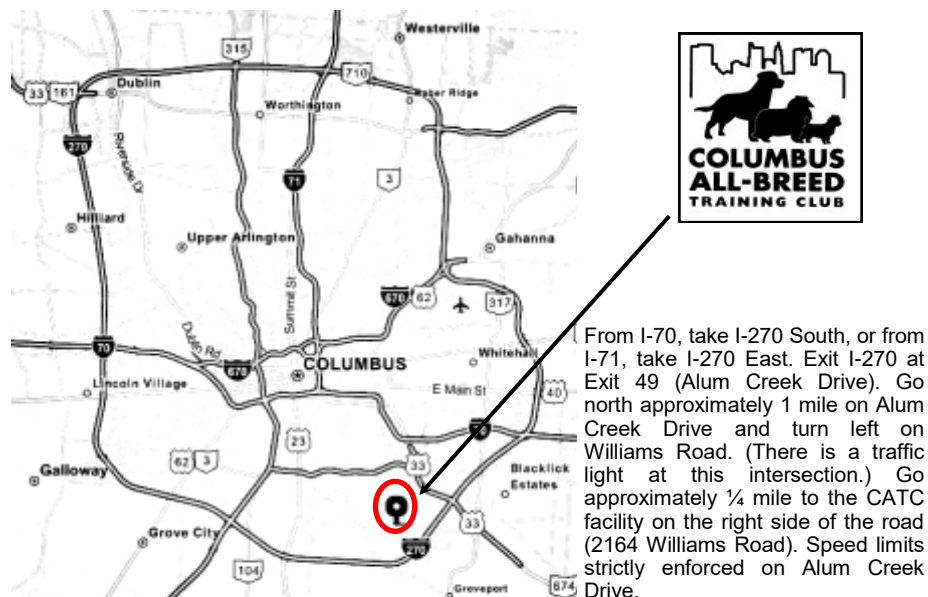 Westerville
315
710
33
161
Dublin
Worthington
270
Riverside Dr
71
3
Hilliard
Upper Arlington
Gahanna
Summit St
670
62
317
Dublin Rd
70
670
COLUMBUS
Whitehall
Lincoln Village
E Main St
40
23
62
3
33
Galloway
Blacklick
Estates
33
Grove City
270
104
Groveport
674
COLUMBUS
ALL-BREED
TRAINING CLUB
From I-70, take I-270 South, or from
I-71, take I-270 East. Exit I-270 at
Exit 49 (Alum Creek Drive). Go
north approximately 1 mile on Alum
Creek Drive and turn left on
Williams Road. (There is a traffic
light at this intersection.) Go
approximately ¼ mile to the CATC
facility on the right side of the road
(2164 Williams Road). Speed limits
strictly enforced on Alum Creek
Drive.